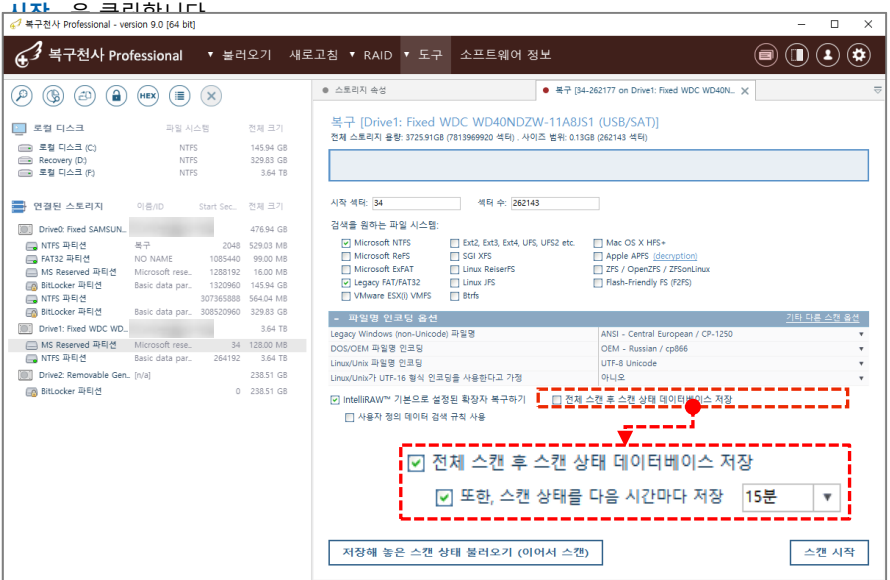 시작 을 클릭합니다
복구천사 Professional - version 9.0 [64 bit]
복구천사 Professional ▼ 불러오기 새로고침 ▼ RAID ▼ 도구 소프트웨어 정보
HEX
로컬 디스크 파일 시스템 전체 크기
로컬 디스크 (C:) NTFS 145.94 GB
Recovery (D:) NTFS 329.83 GB
로컬 디스크 (F:) NTFS 3.64 TB
연결된 스토리지 이름/ID Start Sec... 전체 크기
Drive0: Fixed SAMSUN... 476.94 GB
NTFS 파티션 복구 2048 529.03 MB
FAT32 파티션 NO NAME 1085440 99.00 MB
MS Reserved 파티션 Microsoft rese.. 1288192 16.00 MB
BitLocker 파티션 Basic data par.. 1320960 145.94 GB
NTFS 파티션 307365888 564.04 MB
BitLocker 파티션 Basic data par.. 308520960 329.83 GB
Drive1: Fixed WDC WD... 3.64 TB
MS Reserved 파티션 Microsoft rese.. 34 128.00 MB
NTFS 파티션 Basic data par.. 264192 3.64 TB
Drive2: Removable Gen.. [n/a] 238.51 GB
BitLocker 파티션 0 238.51 GB
스토리지 속성 복구 [34-262177 on Drive1: Fixed WDC WD40N...
복구 [Drive1: Fixed WDC WD40NDZW-11A8JS1 (USB/SAT)]
전체 스토리지 용량: 3725.91GB (7813969920 섹터) . 사이즈 범위: 0.13GB (262143 섹터)
시작 섹터: 34 섹터 수: 262143
검색을 원하는 파일 시스템:
Microsoft NTFS Ext2, Ext3, Ext4, UFS, UFS2 etc. Mac OS X HFS+
Microsoft ReFS SGI XFS Apple APFS (decryption)
Microsoft ExFAT Linux ReiserFS ZFS / OpenZFS / ZFSonLinux
Legacy FAT/FAT32 Linux JFS Flash-Friendly FS (F2FS)
VMware ESX(i) VMFS Btrfs
– 파일명 인코딩 옵션 기타 다른 스캔 옵션
Legacy Windows (non-Unicode) 파일명 ANSI - Central European / CP-1250
DOS/OEM 파일명 인코딩 OEM - Russian / cp866
Linux/Unix 파일명 인코딩 UTF-8 Unicode
Linux/Unix가 UTF-16 형식 인코딩을 사용한다고 가정 아니오
IntelliRAW™ 기본으로 설정된 확장자 복구하기 전체 스캔 후 스캔 상태 데이터베이스 저장
사용자 정의 데이터 검색 규칙 사용
전체 스캔 후 스캔 상태 데이터베이스 저장
또한, 스캔 상태를 다음 시간마다 저장 15분
저장해 놓은 스캔 상태 불러오기 (이어서 스캔) 스캔 시작